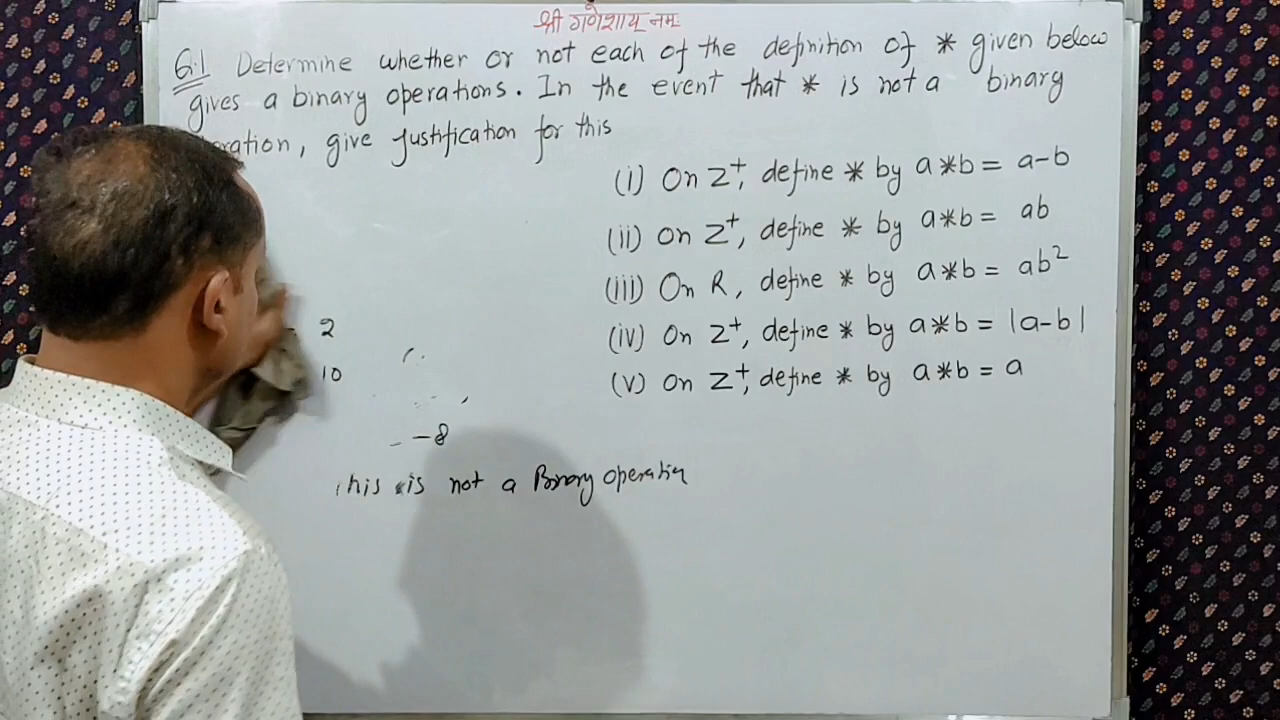 श्री गणेशाय नमः
Q.1 Determine whether or not each of the definition of * given below
gives a binary operations. In the event that * is not a binary
ration, give justification for this
(i) On Z⁺, define * by a*b = a-b
(ii) On Z⁺, define * by a*b = ab
(iii) On R, define * by a*b = ab²
(iv) On Z⁺, define * by a*b = |a-b|
(v) On Z⁺, define * by a*b = a
2
10
-8
his is not a Binary operation